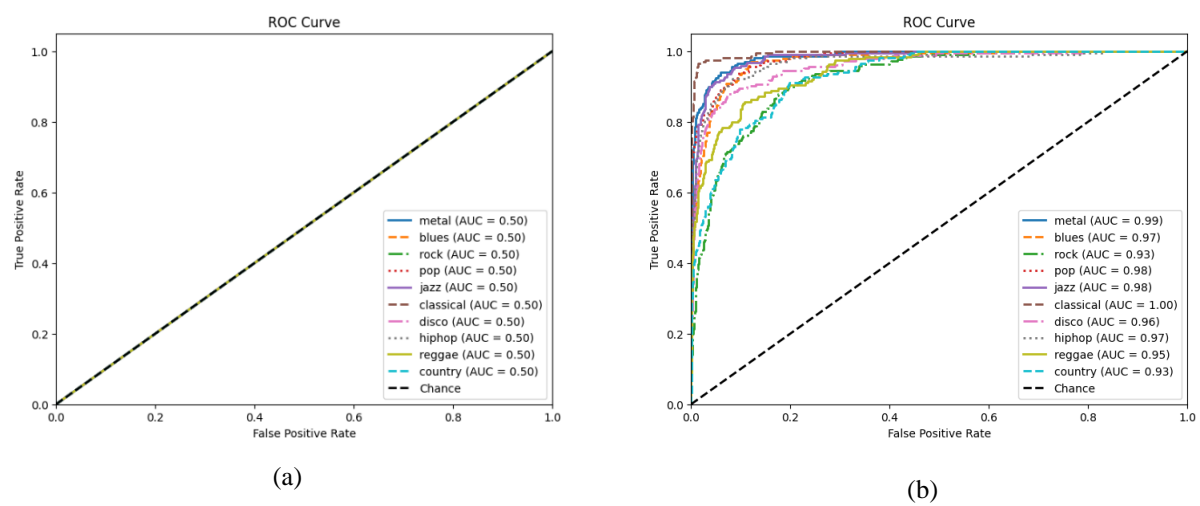 ROC Curve
True Positive Rate
1.0
0.8
0.6
0.4
0.2
0.0
metal (AUC = 0.50)
blues (AUC = 0.50)
rock (AUC = 0.50)
pop (AUC = 0.50)
jazz (AUC = 0.50)
classical (AUC = 0.50)
disco (AUC = 0.50)
hiphop (AUC = 0.50)
reggae (AUC = 0.50)
country (AUC = 0.50)
Chance
0.0 0.2 0.4 0.6 0.8 1.0
False Positive Rate
(a)
ROC Curve
True Positive Rate
1.0
0.8
0.6
0.4
0.2
0.0
metal (AUC = 0.99)
blues (AUC = 0.97)
rock (AUC = 0.93)
pop (AUC = 0.98)
jazz (AUC = 0.98)
classical (AUC = 1.00)
disco (AUC = 0.96)
hiphop (AUC = 0.97)
reggae (AUC = 0.95)
country (AUC = 0.93)
Chance
0.0 0.2 0.4 0.6 0.8 1.0
False Positive Rate
(b)